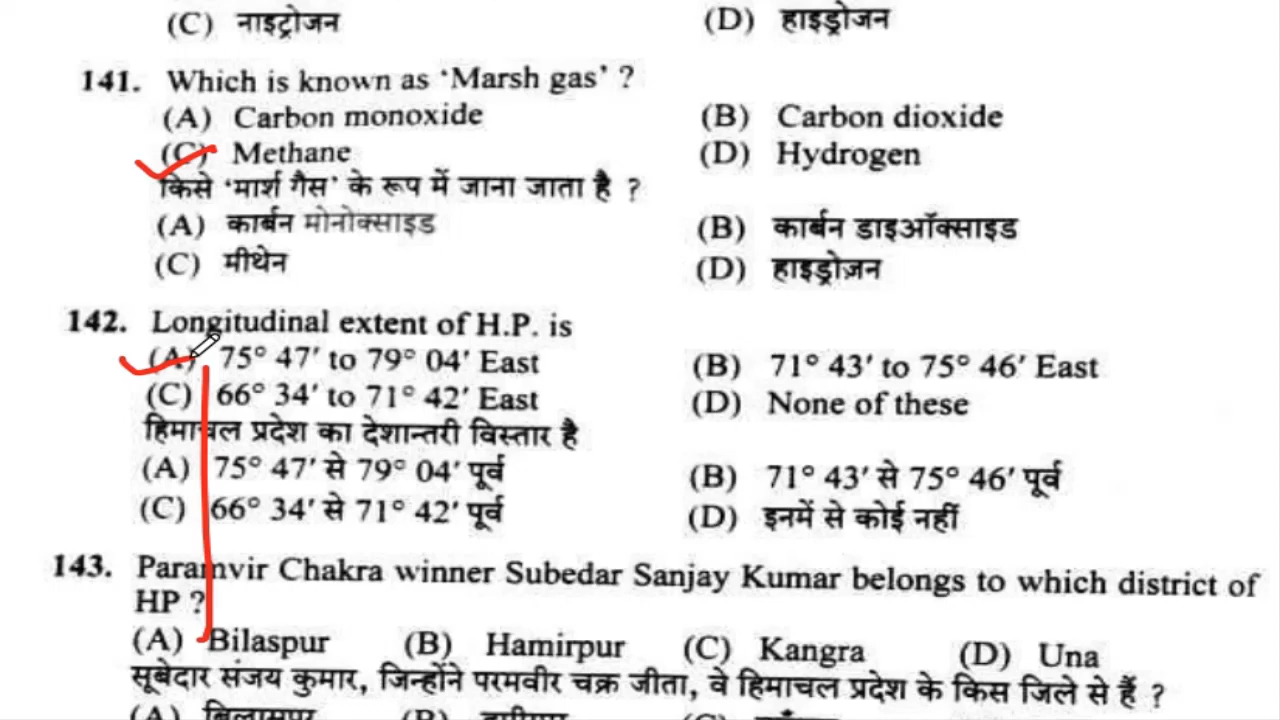 (C) नाइट्रोजन (D) हाइड्रोजन
141. Which is known as ‘Marsh gas’ ?
(A) Carbon monoxide (B) Carbon dioxide
(C) Methane (D) Hydrogen
किसे ‘मार्श गैस’ के रूप में जाना जाता है ?
(A) कार्बन मोनोक्साइड (B) कार्बन डाइऑक्साइड
(C) मीथेन (D) हाइड्रोज़न
142. Longitudinal extent of H.P. is
(A) 75° 47′ to 79° 04′ East (B) 71° 43′ to 75° 46′ East
(C) 66° 34′ to 71° 42′ East (D) None of these
हिमाचल प्रदेश का देशान्तरी विस्तार है
(A) 75° 47′ से 79° 04′ पूर्व (B) 71° 43′ से 75° 46′ पूर्व
(C) 66° 34′ से 71° 42′ पूर्व (D) इनमें से कोई नहीं
143. Paramvir Chakra winner Subedar Sanjay Kumar belongs to which district of
HP ?
(A) Bilaspur (B) Hamirpur (C) Kangra (D) Una
सूबेदार संजय कुमार, जिन्होंने परमवीर चक्र जीता, वे हिमाचल प्रदेश के किस जिले से हैं ?
(A) बिलासपुर (B) हमीरपुर (C)